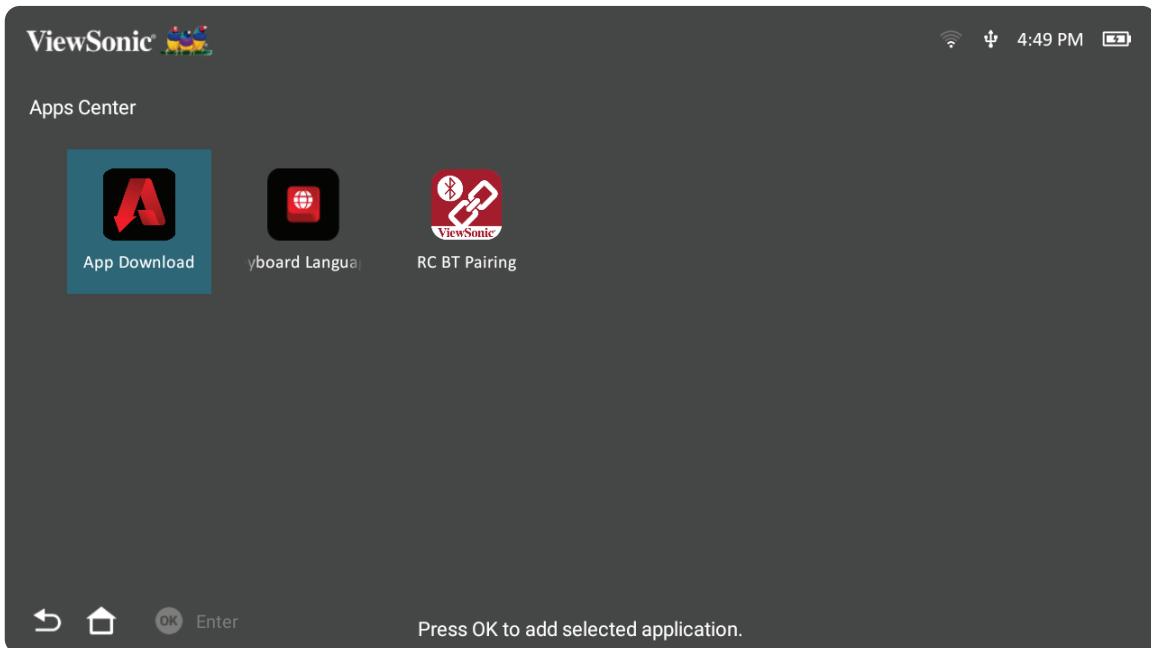 ViewSonic
4:49 PM
Apps Center
App Download
yboard Langua
RC BT Pairing
ViewSonic
OK Enter
Press OK to add selected application.